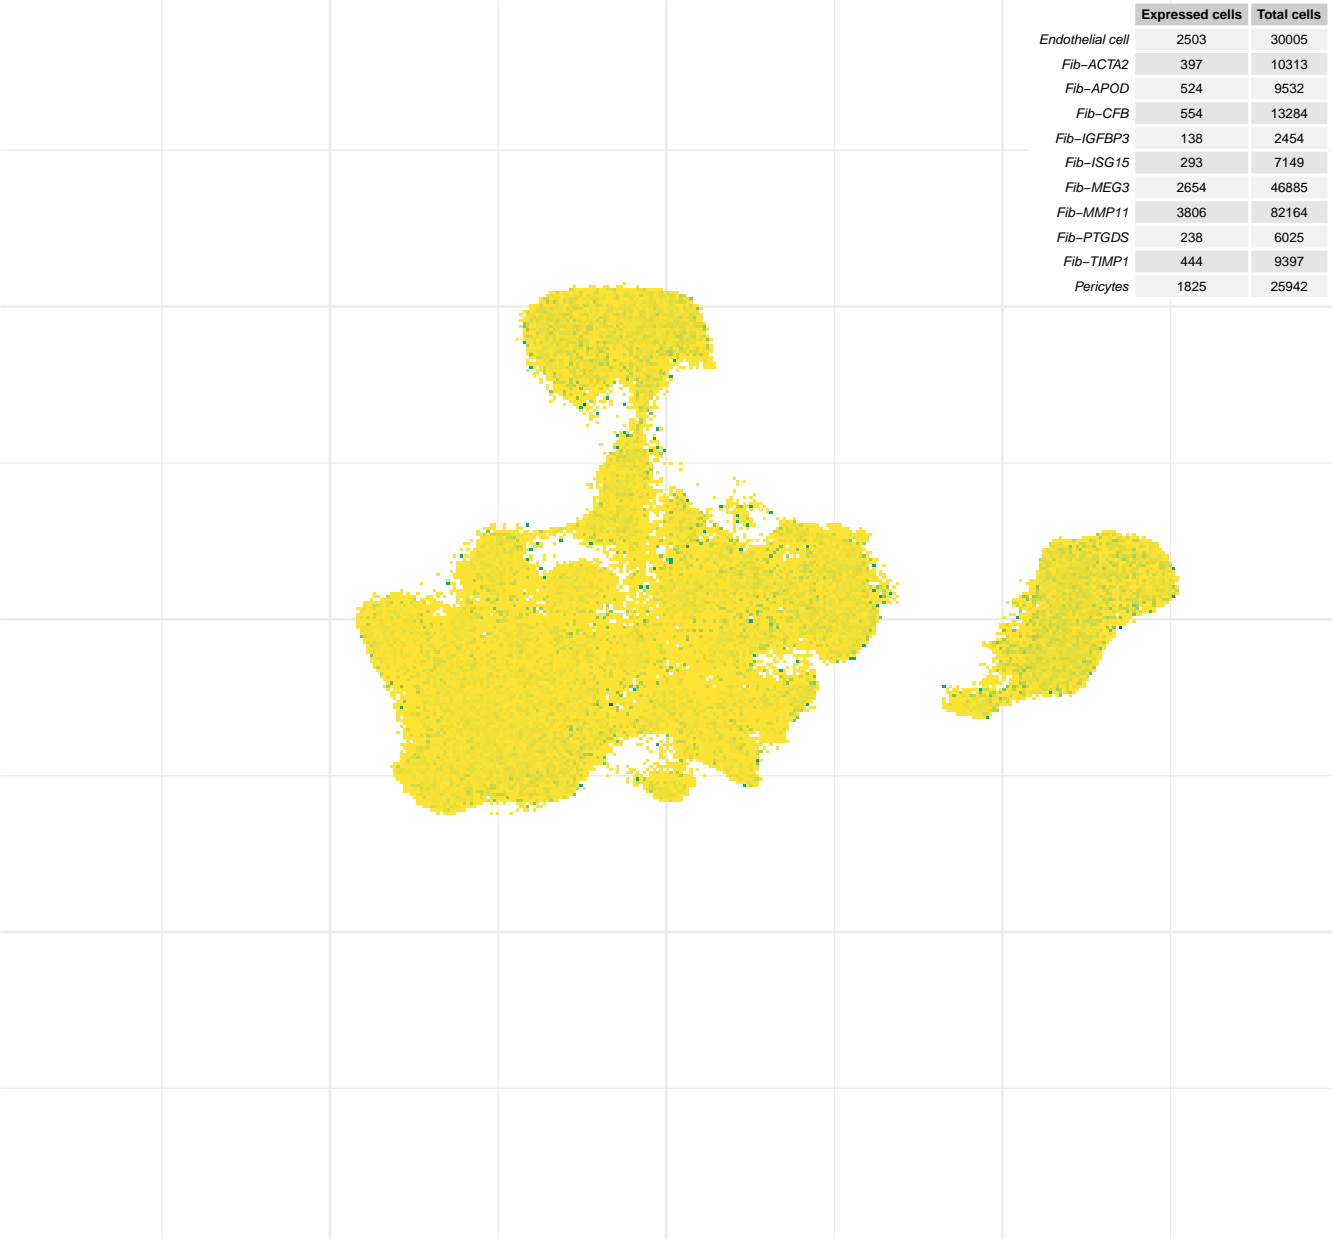 Expressed cells Total cells
Endothelial cell 2503 30005
Fib−ACTA2 397 10313
Fib−APOD 524 9532
Fib−CFB 554 13284
Fib−IGFBP3 138 2454
Fib−ISG15 293 7149
Fib−MEG3 2654 46885
Fib−MMP11 3806 82164
Fib−PTGDS 238 6025
Fib−TIMP1 444 9397
Pericytes 1825 25942